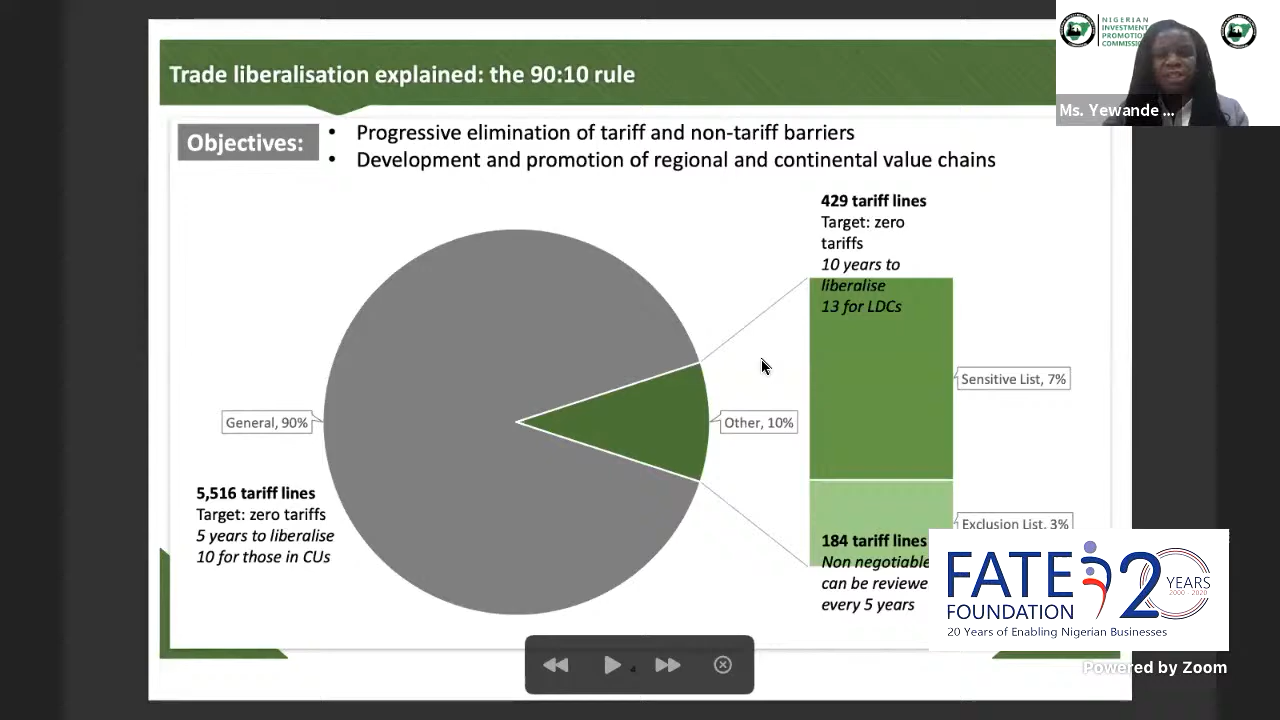 Trade liberalisation explained: the 90:10 rule
NIGERIAN
INVESTMENT
PROMOTION
COMMISSION
Ms. Yewande ...
Objectives:
• Progressive elimination of tariff and non-tariff barriers
• Development and promotion of regional and continental value chains
429 tariff lines
Target: zero
tariffs
10 years to
liberalise
13 for LDCs
Sensitive List, 7%
General, 90%
Other, 10%
5,516 tariff lines
Target: zero tariffs
5 years to liberalise
10 for those in CUs
Exclusion List, 3%
184 tariff lines
Non negotiable
can be reviewe
every 5 years
FATE
FOUNDATION
20 YEARS
2000 - 2020
20 Years of Enabling Nigerian Businesses
Powered by Zoom